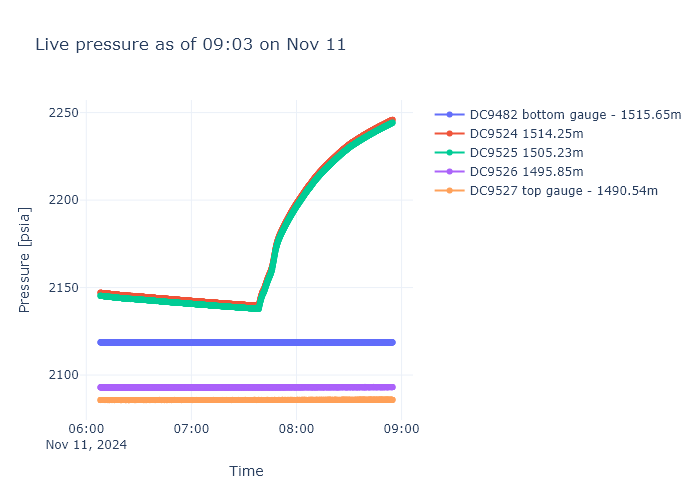 Live pressure as of 09:03 on Nov 11
2250
2200
2150
2100
Pressure [psia]
06:00
07:00
08:00
09:00
Nov 11, 2024
Time
DC9482 bottom gauge - 1515.65m
DC9524 1514.25m
DC9525 1505.23m
DC9526 1495.85m
DC9527 top gauge - 1490.54m